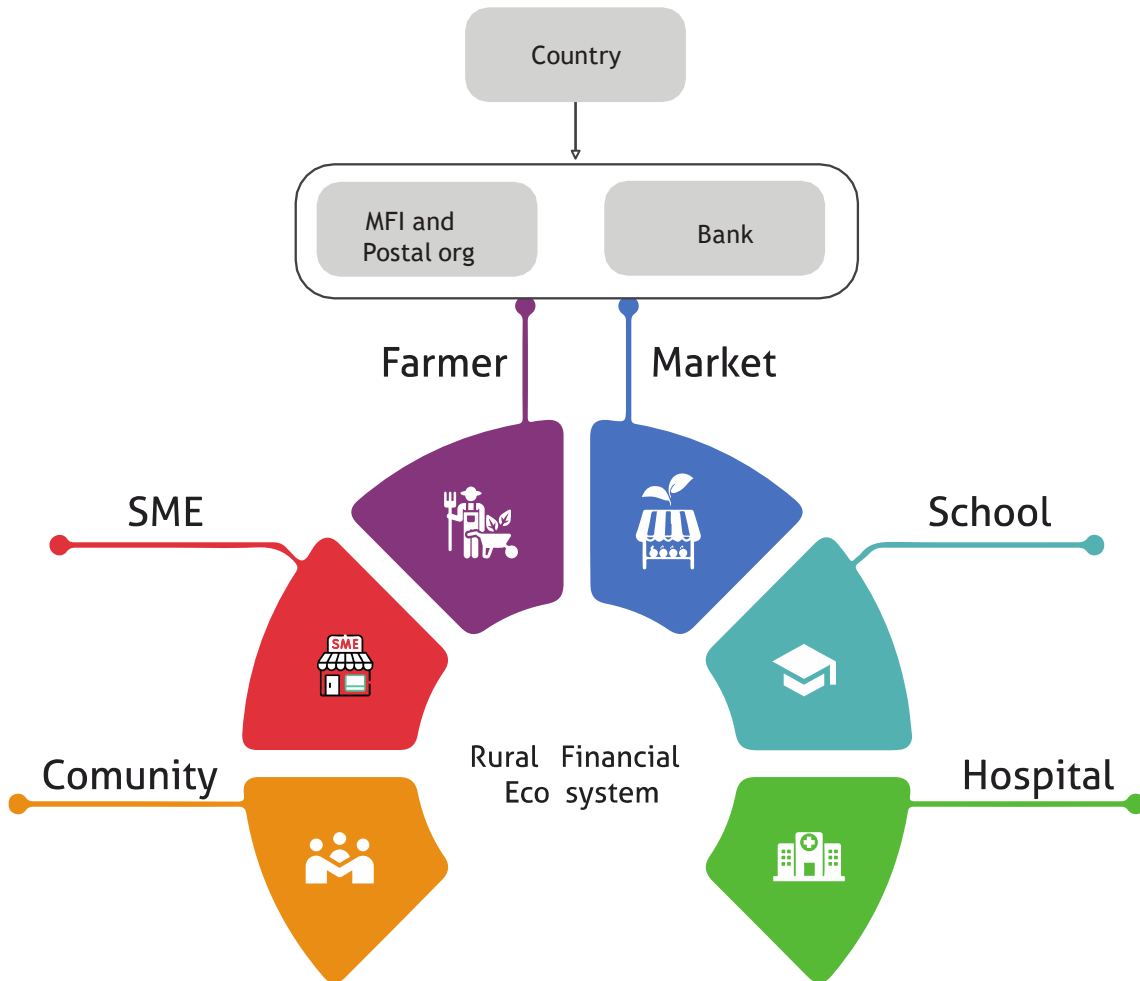 Country
MFI and
Postal org
Bank
Farmer
Market
SME
School
SME
Rural Financial
Eco system
Comunity
Hospital